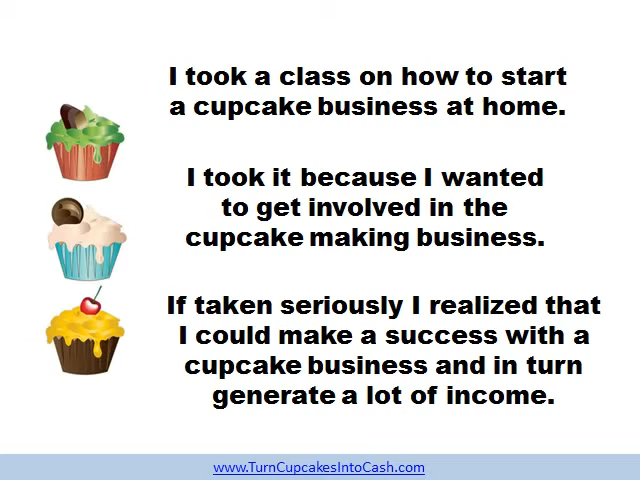 I took a class on how to start
a cupcake business at home.
I took it because I wanted
to get involved in the
cupcake making business.
If taken seriously I realized that
I could make a success with a
cupcake business and in turn
generate a lot of income.
www.TurnCupcakesIntoCash.com